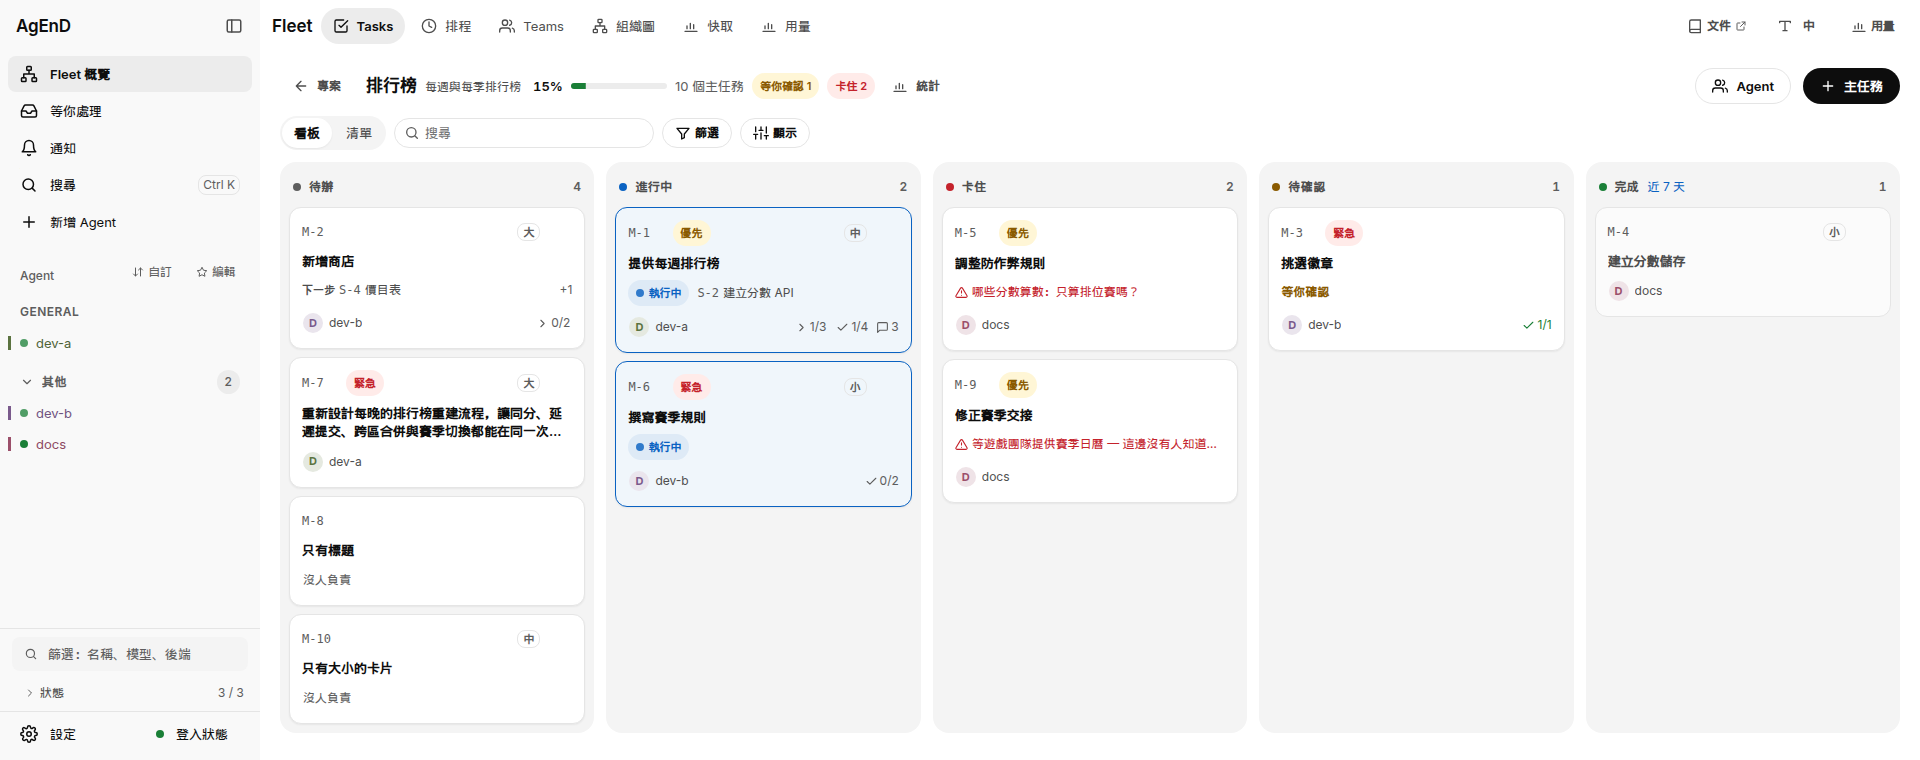 AgEnD
Fleet 概覽
等你處理
通知
搜尋 Ctrl K
新增 Agent
Agent 自訂 編輯
GENERAL
dev-a
其他 2
dev-b
docs
篩選：名稱、模型、後端
狀態 3 / 3
設定 登入狀態
Fleet Tasks 排程 Teams 組織圖 快取 用量
文件 中 用量
專案 排行榜 每週與每季排行榜 15% 10 個主任務 等你確認 1 卡住 2 統計
Agent 主任務
看板 清單 搜尋 篩選 顯示
待辦 4
M-2 大
新增商店
下一步 S-4 價目表 +1
D dev-b 0/2
M-7 緊急 大
重新設計每晚的排行榜重建流程，讓同分、延
遲提交、跨區合併與賽季切換都能在同一次…
D dev-a
M-8
只有標題
沒人負責
M-10 中
只有大小的卡片
沒人負責
進行中 2
M-1 優先 中
提供每週排行榜
執行中 S-2 建立分數 API
D dev-a 1/3 1/4 3
M-6 緊急 小
撰寫賽季規則
執行中
D dev-b 0/2
卡住 2
M-5 優先
調整防作弊規則
哪些分數算數：只算排位賽嗎？
D docs
M-9 優先
修正賽季交接
等遊戲團隊提供賽季日曆 — 這邊沒有人知道…
D docs
待確認 1
M-3 緊急
挑選徽章
等你確認
D dev-b 1/1
完成 近 7 天 1
M-4 小
建立分數儲存
D docs